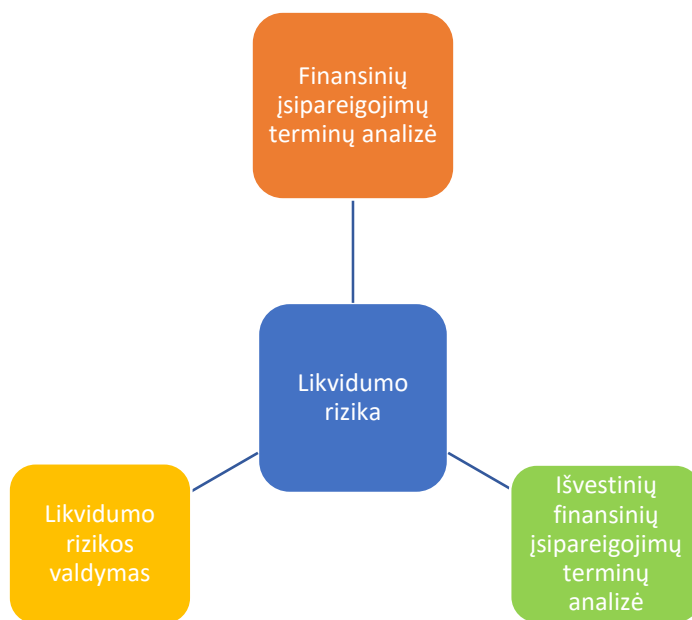 Finansinių
įsipareigojimų
terminų analizė
Likvidumo
rizika
Likvidumo
rizikos
valdymas
Išvestinių
finansinių
įsipareigojimų
terminų
analizė